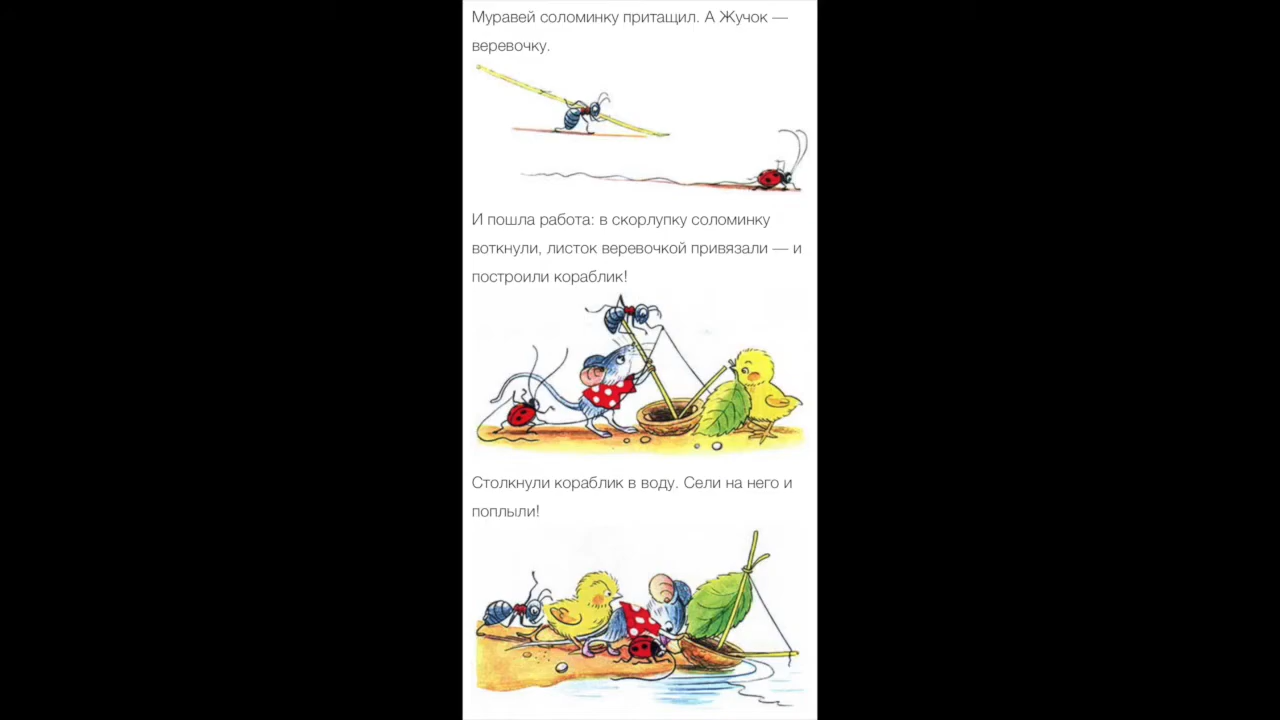 Муравей соломинку притащил. А Жучок —
веревочку.
И пошла работа: в скорлупку соломинку
воткнули, листок веревочкой привязали — и
построили кораблик!
Столкнули кораблик в воду. Сели на него и
поплыли!